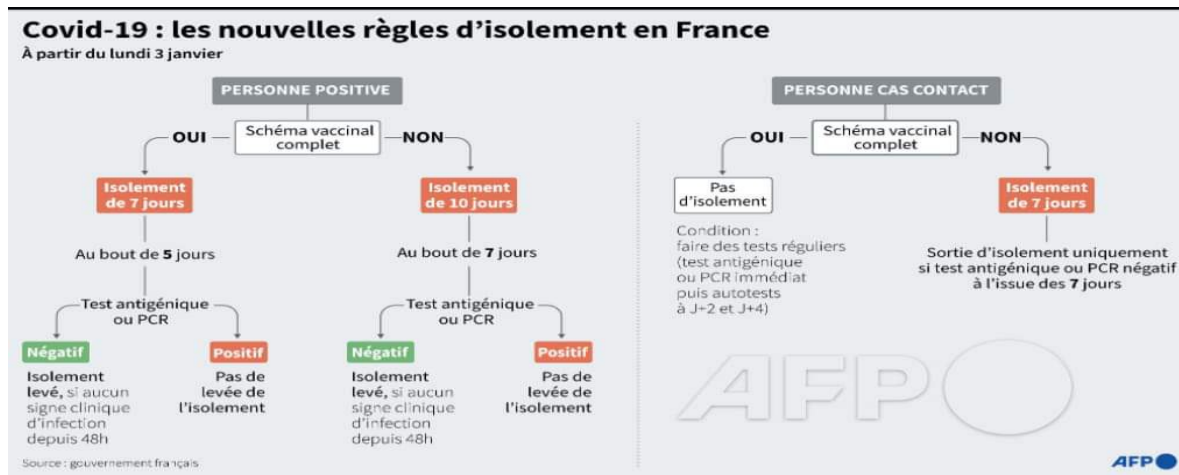 Covid-19 : les nouvelles règles d'isolement en France
À partir du lundi 3 janvier
PERSONNE POSITIVE
OUI
Schéma vaccinal
complet
NON
Isolement
de 7 jours
Au bout de 5 jours
Test antigénique
ou PCR
Négatif
Isolement
levé, si aucun
signe clinique
d'infection
depuis 48h
Positif
Pas de
levée de
l'isolement
Isolement
de 10 jours
Au bout de 7 jours
Test antigénique
ou PCR
Négatif
Isolement
levé, si aucun
signe clinique
d'infection
depuis 48h
Positif
Pas de
levée de
l'isolement
PERSONNE CAS CONTACT
OUI
Schéma vaccinal
complet
NON
Pas
d'isolement
Condition :
faire des tests réguliers
(test antigénique
ou PCR immédiat
puis autotests
à J+2 et J+4)
Isolement
de 7 jours
Sortie d'isolement uniquement
si test antigénique ou PCR négatif
à l'issue des 7 jours
AFP
Source : gouvernement français
AFP